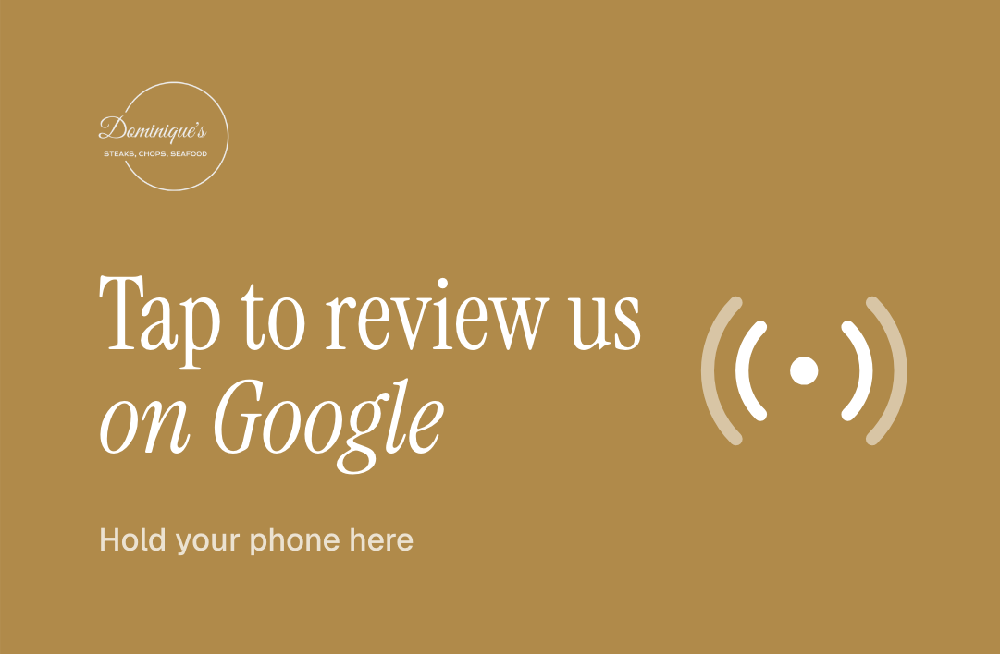 Dominique's
STEAKS, CHOPS, SEAFOOD
Tap to review us
on Google
Hold your phone here